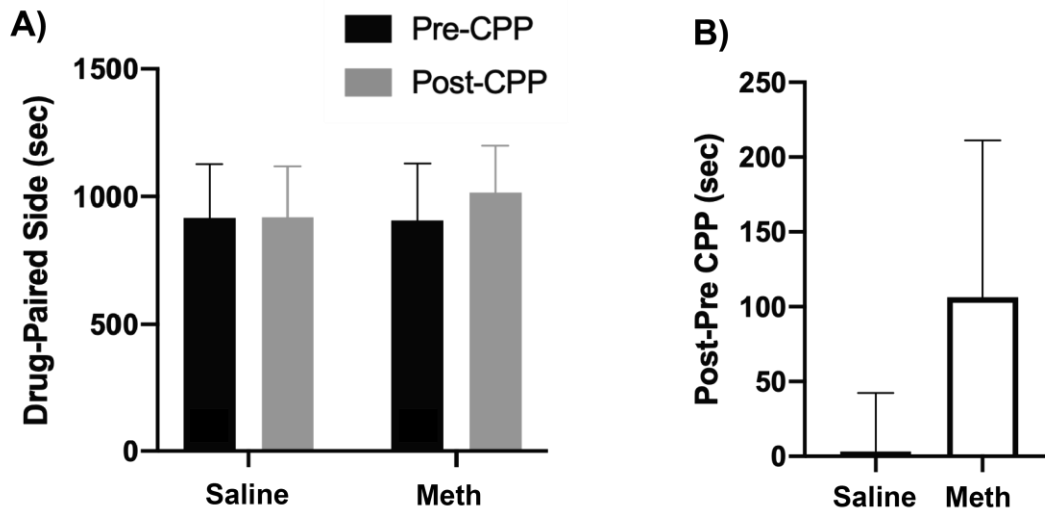 A)
Pre-CPP
Post-CPP
Drug-Paired Side (sec)
1500
1000
500
0
Saline Meth
B)
Post-Pre CPP (sec)
250
200
150
100
50
0
Saline Meth